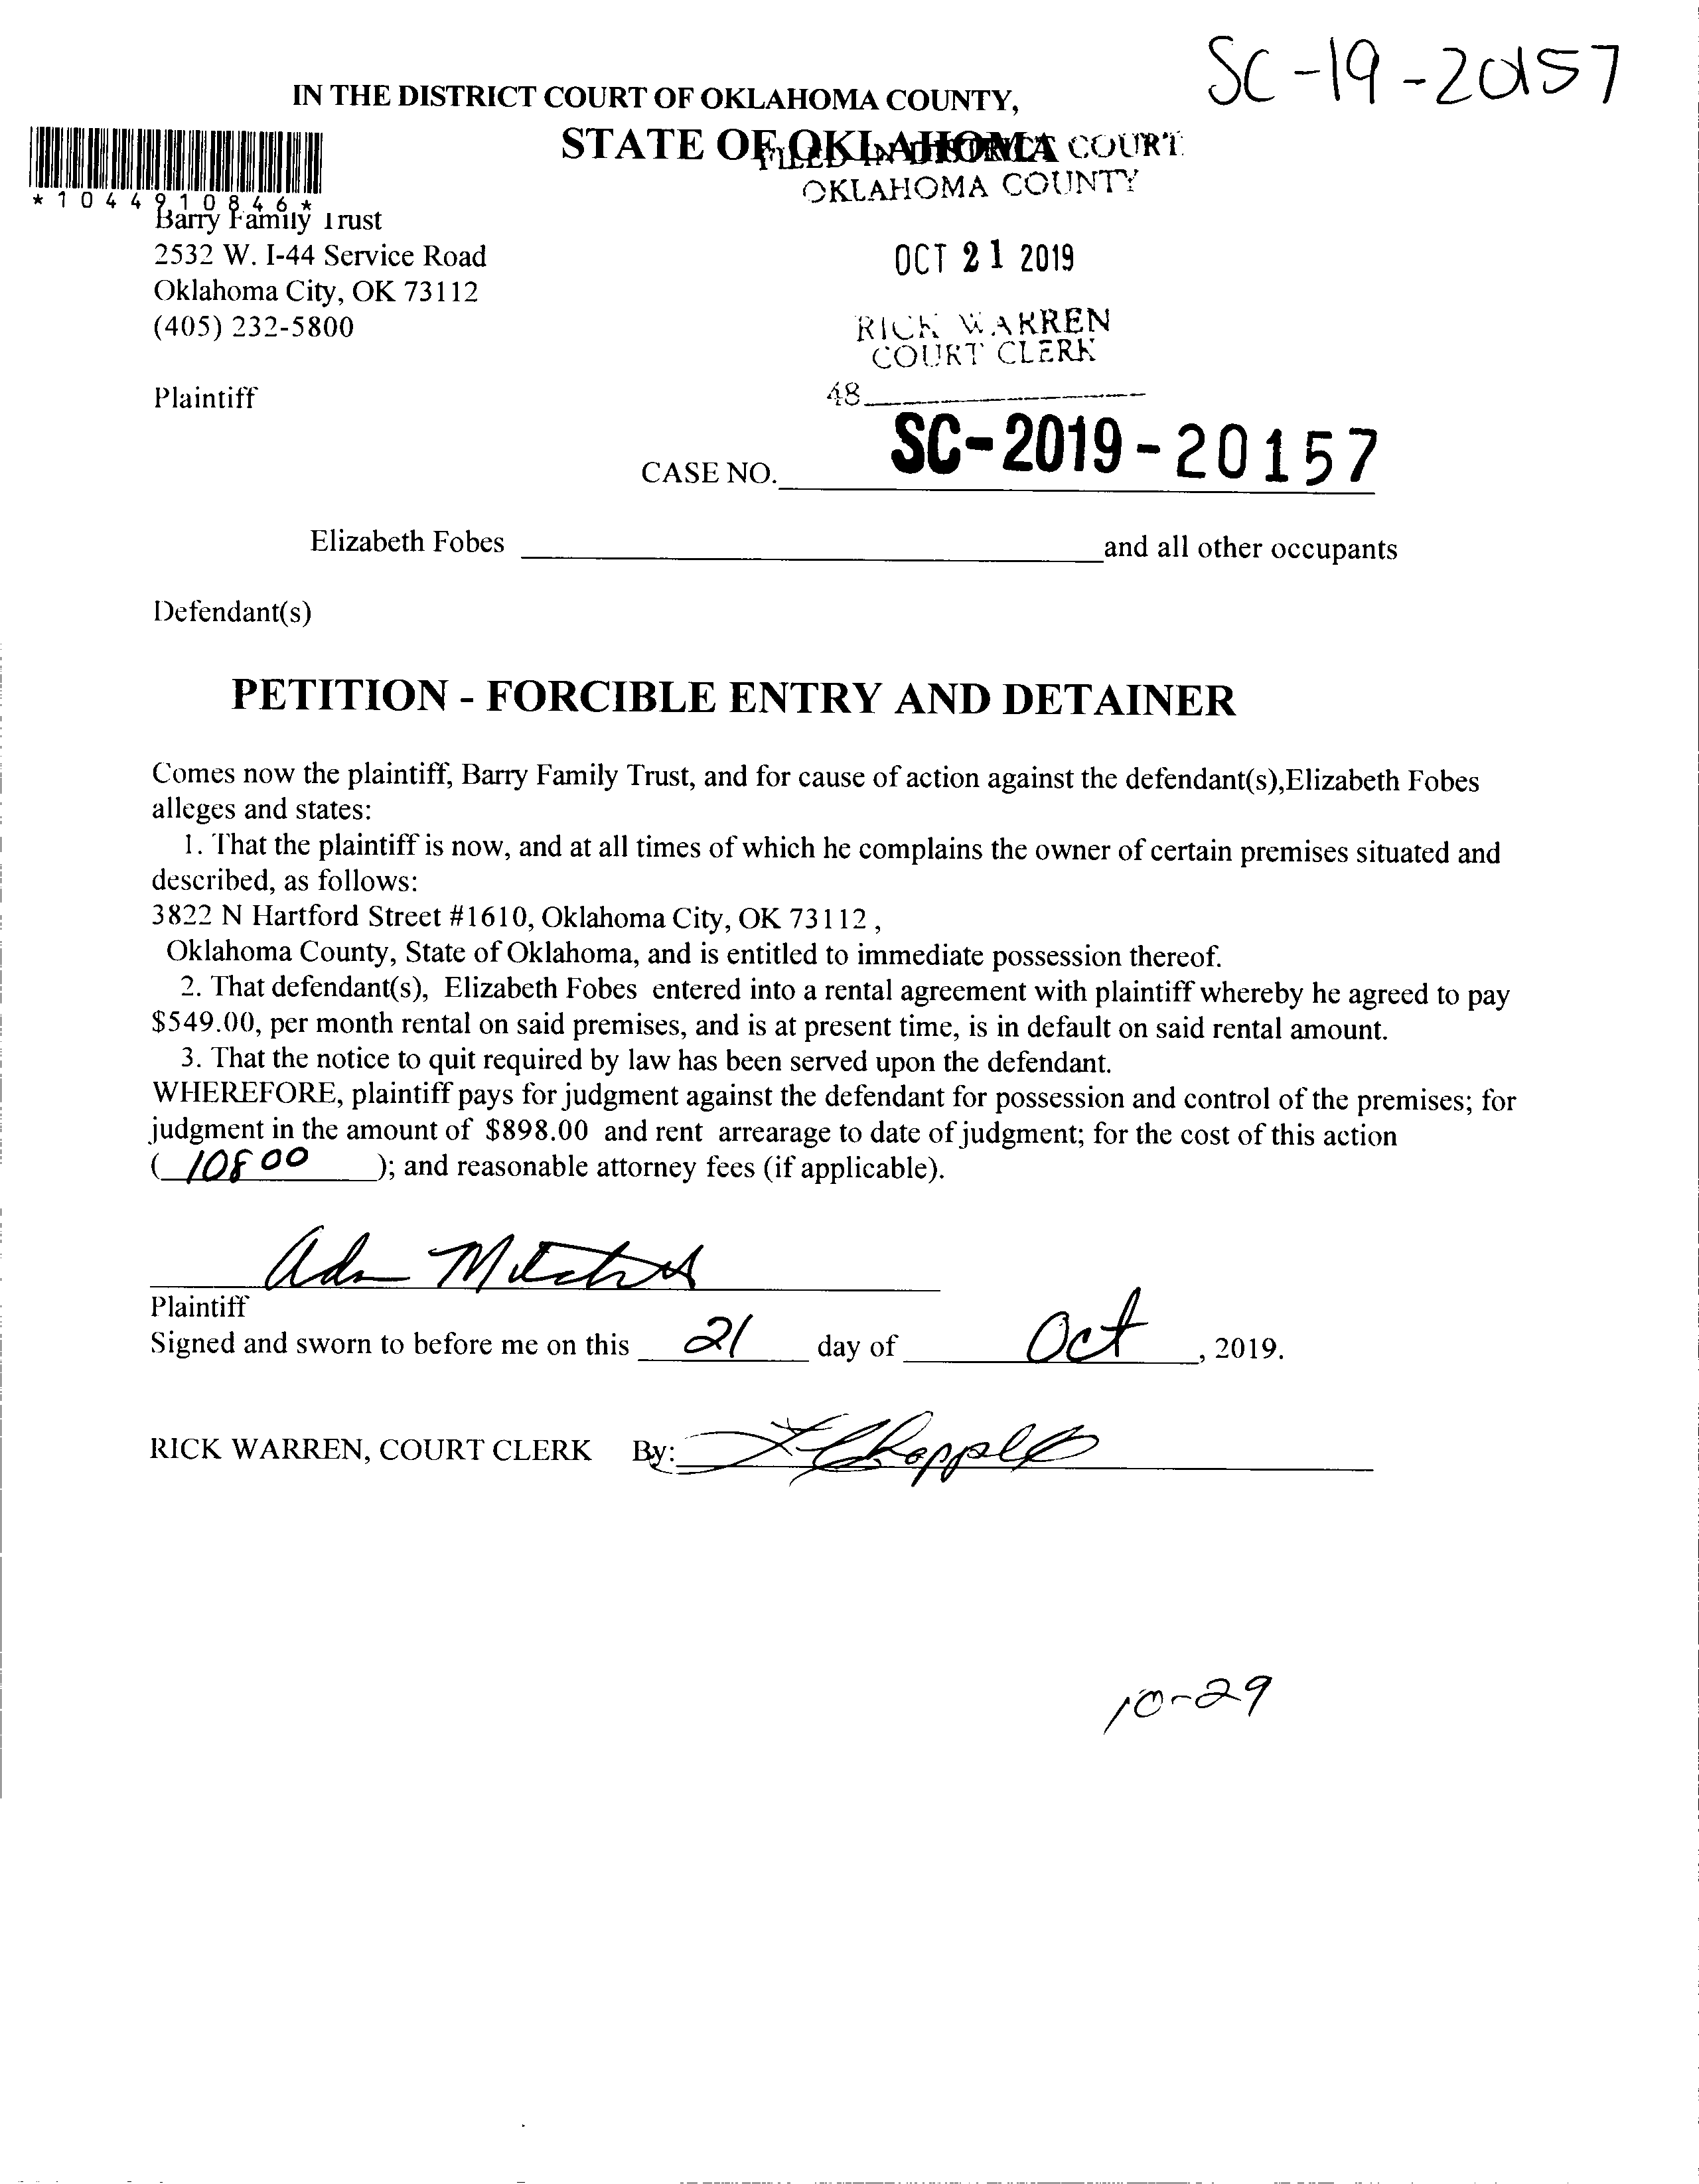 SC-19-20157
IN THE DISTRICT COURT OF OKLAHOMA COUNTY,
STATE OF OKLAHOMA
FILED IN DISTRICT COURT
OKLAHOMA COUNTY
*1044910846*
Barry Family Trust
2532 W. I-44 Service Road
Oklahoma City, OK 73112
(405) 232-5800
OCT 21 2019
RICK WARREN
COURT CLERK
48
Plaintiff
CASE NO. SC-2019-20157
Elizabeth Fobes and all other occupants
Defendant(s)
PETITION - FORCIBLE ENTRY AND DETAINER
Comes now the plaintiff, Barry Family Trust, and for cause of action against the defendant(s),Elizabeth Fobes
alleges and states:
1. That the plaintiff is now, and at all times of which he complains the owner of certain premises situated and
described, as follows:
3822 N Hartford Street #1610, Oklahoma City, OK 73112 ,
Oklahoma County, State of Oklahoma, and is entitled to immediate possession thereof.
2. That defendant(s), Elizabeth Fobes entered into a rental agreement with plaintiff whereby he agreed to pay
$549.00, per month rental on said premises, and is at present time, is in default on said rental amount.
3. That the notice to quit required by law has been served upon the defendant.
WHEREFORE, plaintiff pays for judgment against the defendant for possession and control of the premises; for
judgment in the amount of $898.00 and rent arrearage to date of judgment; for the cost of this action
( 108 00 ); and reasonable attorney fees (if applicable).
Plaintiff
Signed and sworn to before me on this 21 day of Oct , 2019.
RICK WARREN, COURT CLERK By:
10-29